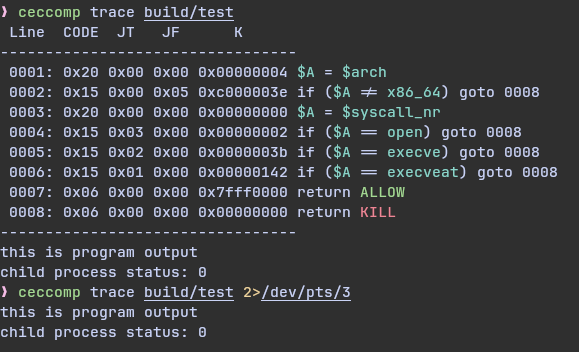 ❱ ceccomp trace build/test
 Line  CODE  JT   JF      K
---------------------------------
 0001: 0x20 0x00 0x00 0x00000004 $A = $arch
 0002: 0x15 0x00 0x05 0xc000003e if ($A != x86_64) goto 0008
 0003: 0x20 0x00 0x00 0x00000000 $A = $syscall_nr
 0004: 0x15 0x03 0x00 0x00000002 if ($A == open) goto 0008
 0005: 0x15 0x02 0x00 0x0000003b if ($A == execve) goto 0008
 0006: 0x15 0x01 0x00 0x00000142 if ($A == execveat) goto 0008
 0007: 0x06 0x00 0x00 0x7fff0000 return ALLOW
 0008: 0x06 0x00 0x00 0x00000000 return KILL
---------------------------------
this is program output
child process status: 0
❱ ceccomp trace build/test 2>/dev/pts/3
this is program output
child process status: 0